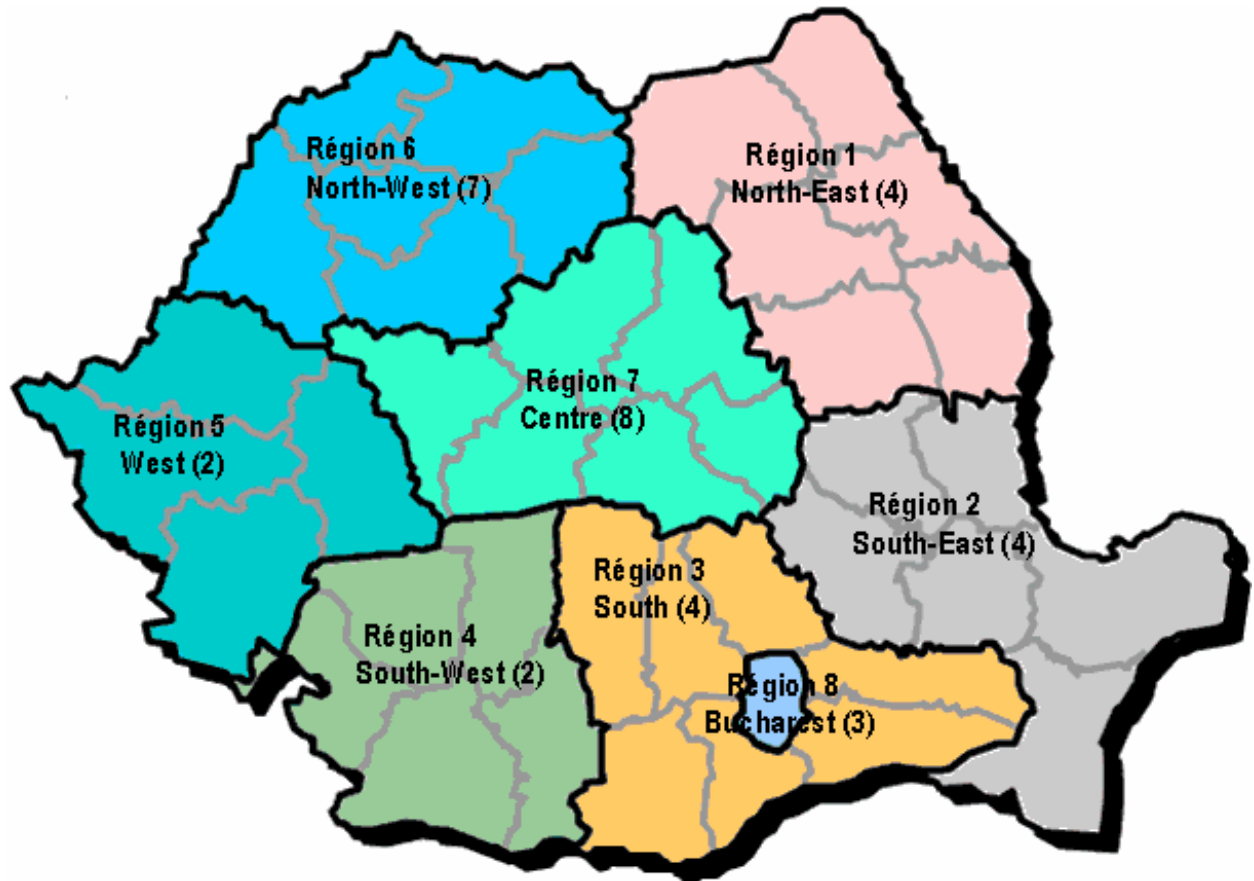 Région 6
North-West (7)
Région 1
North-East (4)
Région 7
Centre (8)
Région 5
West (2)
Région 2
South-East (4)
Région 3
South (4)
Région 4
South-West (2)
Région 8
Bucharest (3)